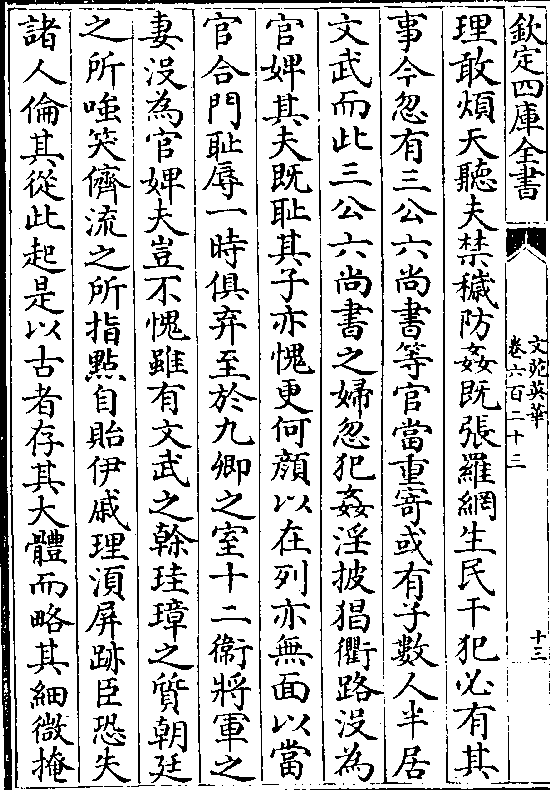 欽定四庫全書
文苑英華
卷六百二十三
十三
理敢煩天聽夫禁穢防姦既張羅網生民干犯必有其
事今忽有三公六尚書等官當重寄或有子數人半居
文武而此三公六尚書之婦忽犯姦淫披猖衢路没為
官婢其夫既耻其子亦愧更何顔以在列亦無面以當
官合門耻辱一時俱弃至於九卿之室十二衞將軍之
妻没為官婢夫豈不愧雖有文武之幹珪璋之質朝廷
之所嗤笑儕流之所指點自貽伊戚理湏屏跡臣恐失
諸人倫其從此起是以古者存其大體而略其細微掩